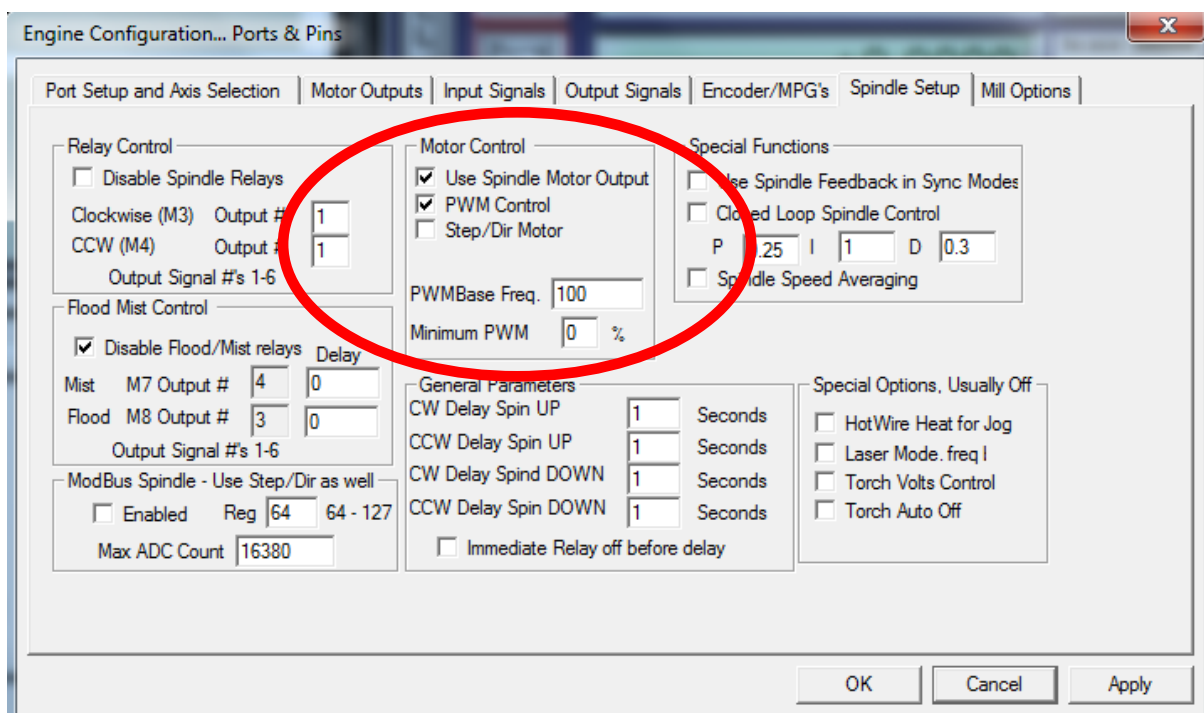 Engine Configuration... Ports & Pins
Port Setup and Axis Selection Motor Outputs Input Signals Output Signals Encoder/MPG's Spindle Setup Mill Options
Relay Control
Disable Spindle Relays
Clockwise (M3) Output # 1
CCW (M4) Output # 1
Output Signal #'s 1-6
Flood Mist Control
Disable Flood/Mist relays Delay
Mist M7 Output # 4 0
Flood M8 Output # 3 0
Output Signal #'s 1-6
ModBus Spindle - Use Step/Dir as well
Enabled Reg 64 64 - 127
Max ADC Count 16380
Motor Control
Use Spindle Motor Output
PWM Control
Step/Dir Motor
PWMBase Freq. 100
Minimum PWM 0 %
General Parameters
CW Delay Spin UP 1 Seconds
CCW Delay Spin UP 1 Seconds
CW Delay Spind DOWN 1 Seconds
CCW Delay Spin DOWN 1 Seconds
Immediate Relay off before delay
Special Functions
Use Spindle Feedback in Sync Modes
Closed Loop Spindle Control
P .25 I 1 D 0.3
Spindle Speed Averaging
Special Options, Usually Off
HotWire Heat for Jog
Laser Mode. freq
Torch Volts Control
Torch Auto Off
OK Cancel Apply